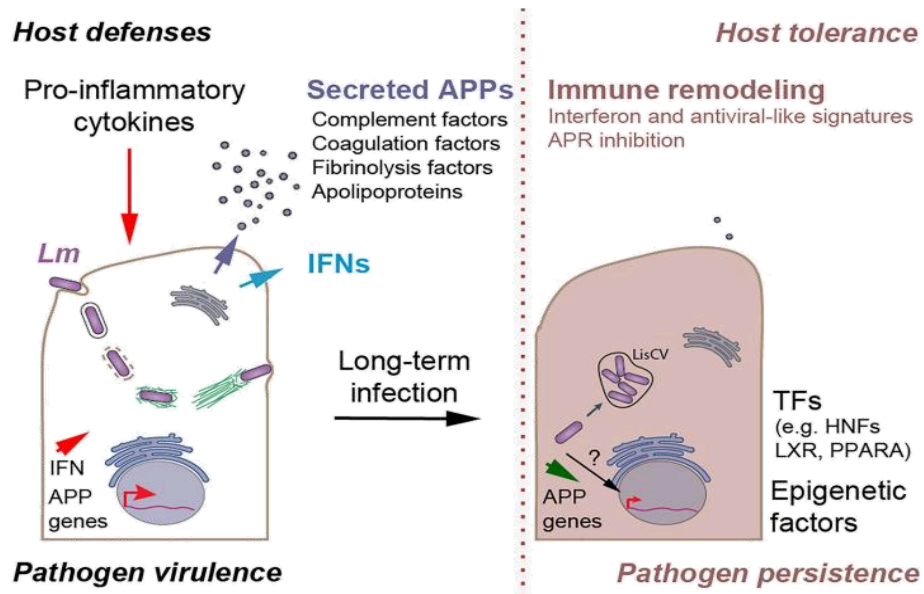 Host defenses
Host tolerance
Pro-inflammatory
cytokines
Secreted APPs
Complement factors
Coagulation factors
Fibrinolysis factors
Apolipoproteins
Immune remodeling
Interferon and antiviral-like signatures
APR inhibition
Lm
IFNs
Long-term
infection
IFN
APP
genes
LisCV
?
APP
genes
TFs
(e.g. HNFs
LXR, PPARA)
Epigenetic
factors
Pathogen virulence
Pathogen persistence